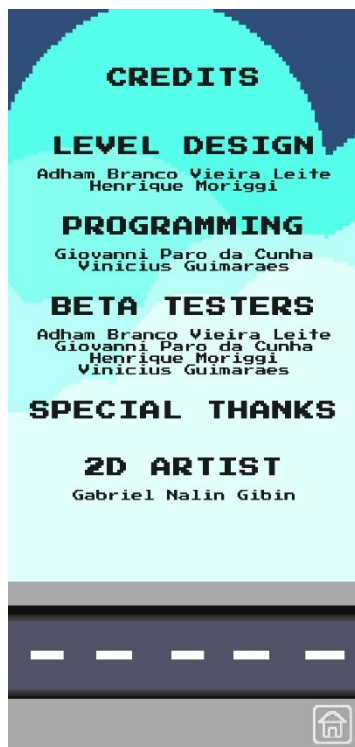 CREDITS
LEVEL DESIGN
Adham Branco Vieira Leite
Henrique Moriggi
PROGRAMMING
Giovanni Paro da Cunha
Vinicius Guimaraes
BETA TESTERS
Adham Branco Vieira Leite
Giovanni Paro da Cunha
Henrique Moriggi
Vinicius Guimaraes
SPECIAL THANKS
2D ARTIST
Gabriel Nalin Gibin